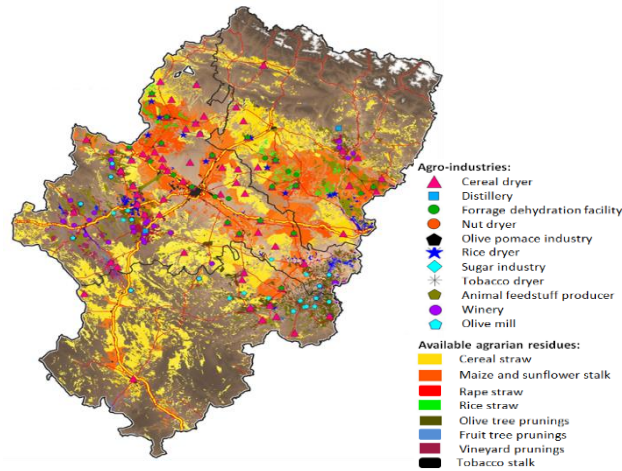 Agro-industries:
Cereal dryer
Distillery
Forrage dehydration facility
Nut dryer
Olive pomace industry
Rice dryer
Sugar industry
Tobacco dryer
Animal feedstuff producer
Winery
Olive mill
Available agrarian residues:
Cereal straw
Maize and sunflower stalk
Rape straw
Rice straw
Olive tree prunings
Fruit tree prunings
Vineyard prunings
Tobacco stalk